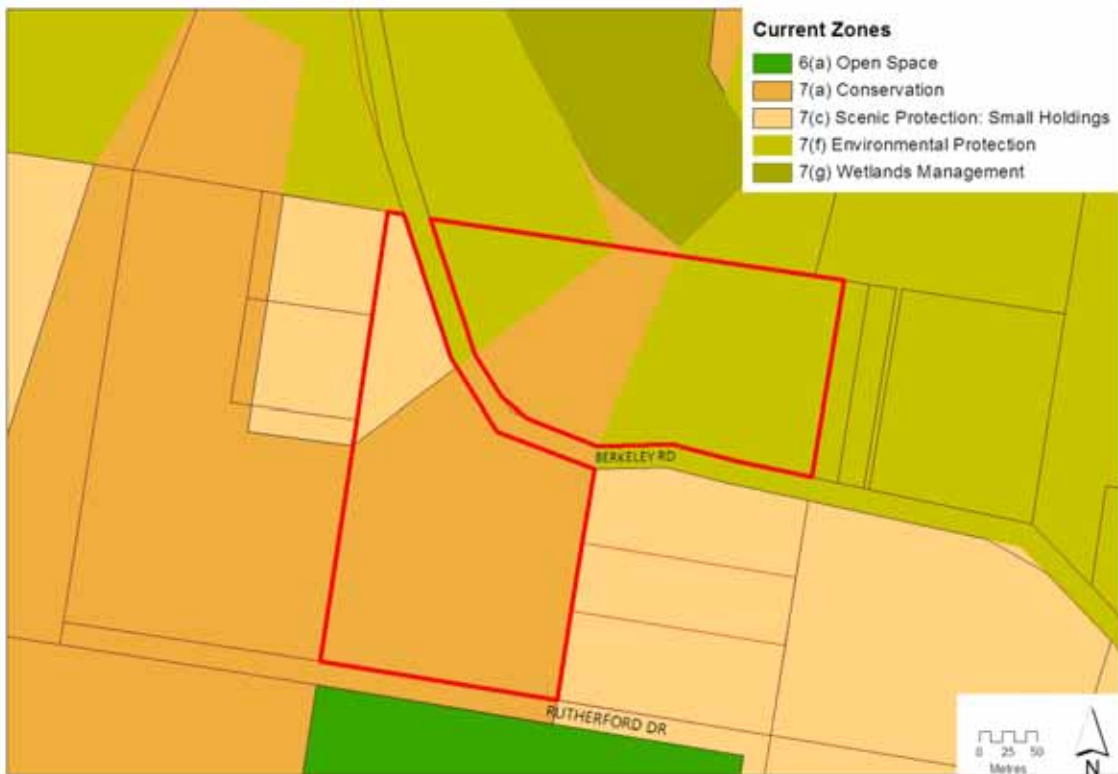 Current Zones
6(a) Open Space
7(a) Conservation
7(c) Scenic Protection: Small Holdings
7(f) Environmental Protection
7(g) Wetlands Management
BERKELEY RD
RUTHERFORD DR
0 25 50
Metres
N